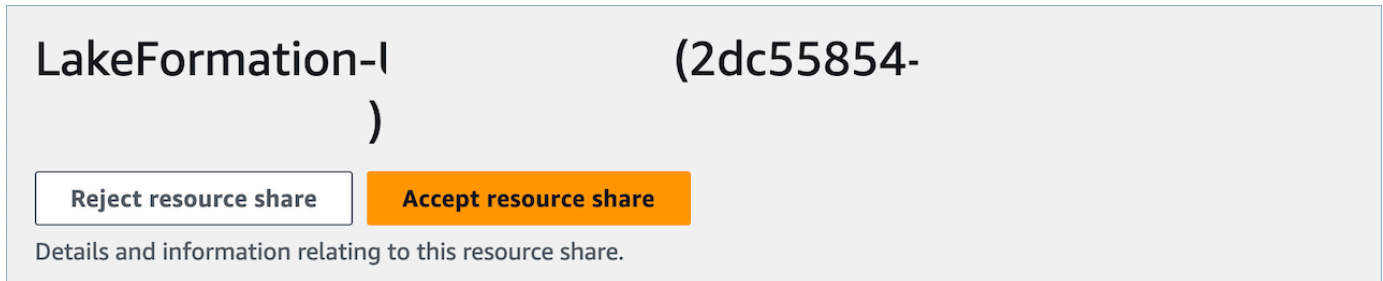 LakeFormation- (2dc55854-
)
Reject resource share Accept resource share
Details and information relating to this resource share.